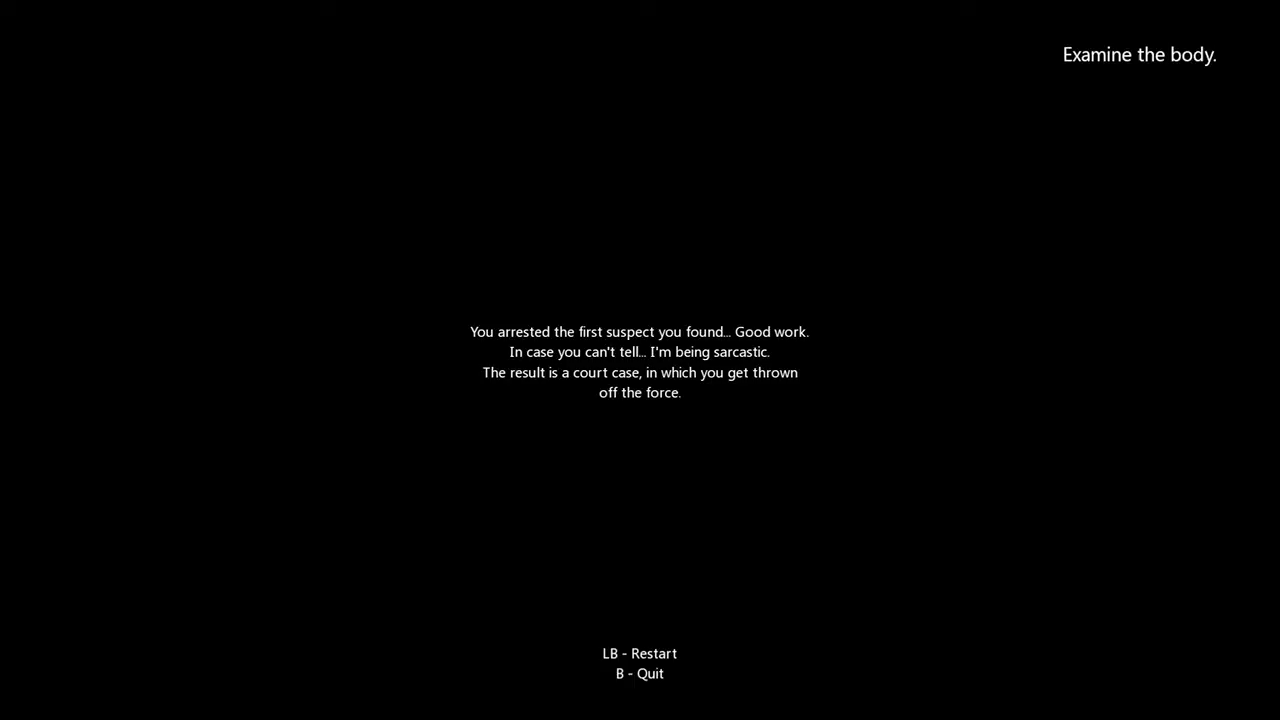 Examine the body.
You arrested the first suspect you found... Good work.
In case you can't tell... I'm being sarcastic.
The result is a court case, in which you get thrown
off the force.
LB - Restart
B - Quit